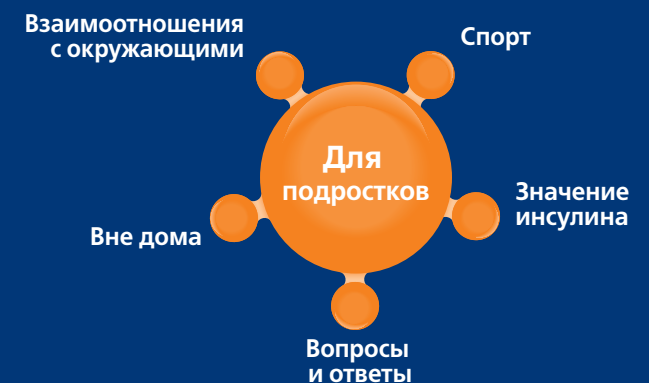 Взаимоотношения
с окружающими
Спорт
Для
подростков
Значение
инсулина
Вне дома
Вопросы
и ответы